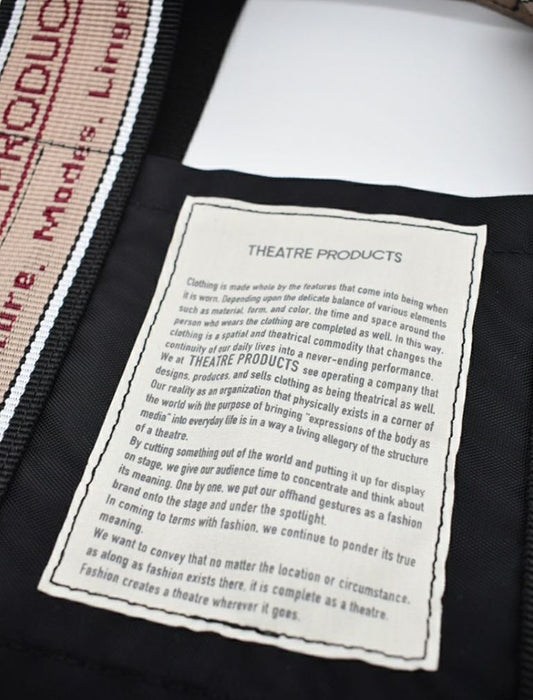 PRODUC
ure. Modes. Linge
THEATRE PRODUCTS
Clothing is made whole by the features that come into being when
it is worn. Depending upon the delicate balance of various elements
such as material, form, and color, the time and space around the
person who wears the clothing are completed as well. In this way,
clothing is a spatial and theatrical commodity that changes the
continuity of our daily lives into a never-ending performance.
We at THEATRE PRODUCTS see operating a company that
designs, produces, and sells clothing as being theatrical as well.
Our reality as an organization that physically exists in a corner of
the world wih the purpose of bringing "expressions of the body as
media" into everyday life is in a way a living allegory of the structure
of a theatre.
By cutting something out of the world and putting it up for display
on stage, we give our audience time to concentrate and think about
its meaning. One by one, we put our offhand gestures as a fashion
brand onto the stage and under the spotlight.
In coming to terms with fashion, we continue to ponder its true
meaning.
We want to convey that no matter the location or circumstance,
as along as fashion exists there, it is complete as a theatre.
Fashion creates a theatre wherever it goes.